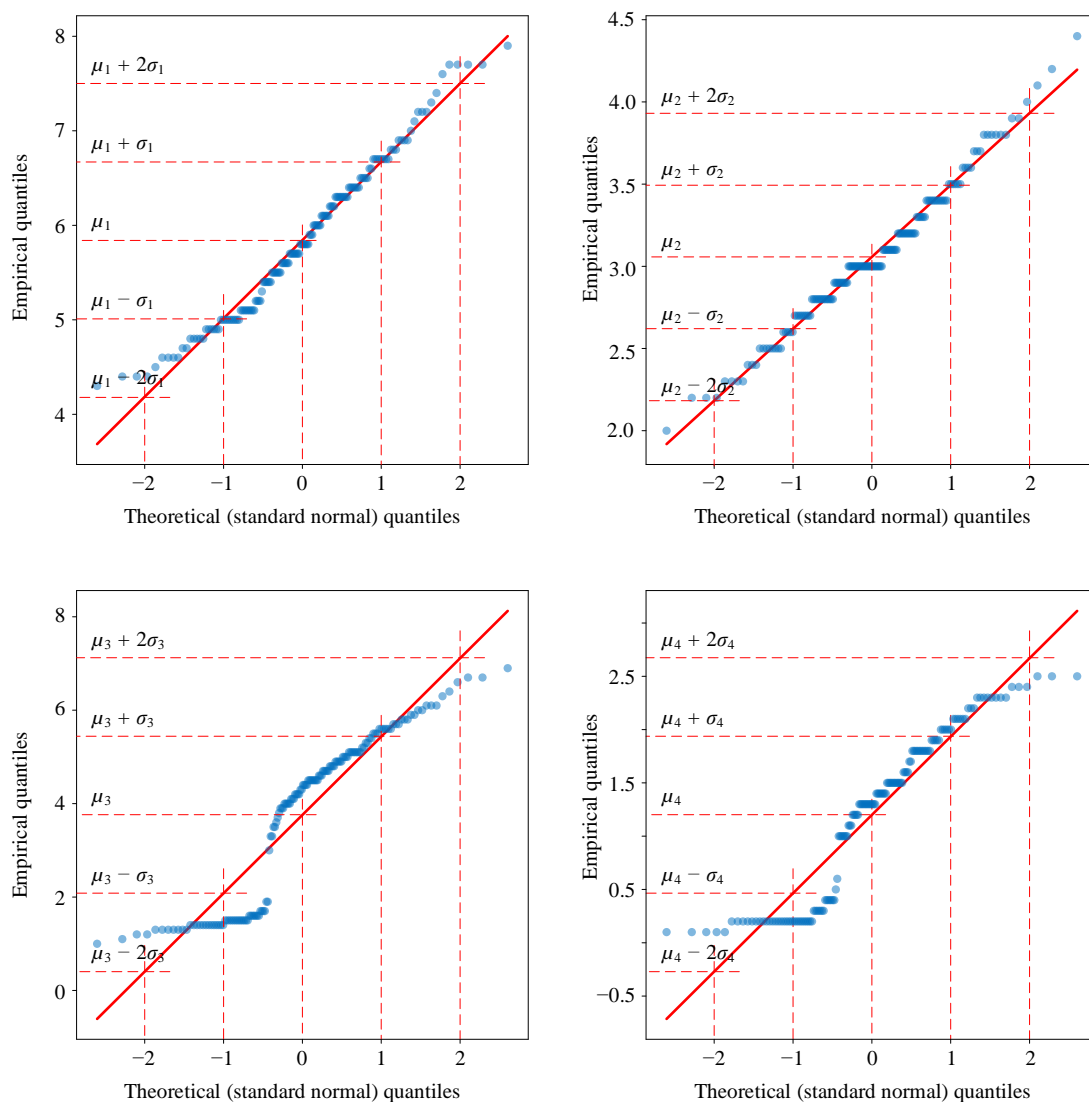 8
7
6
5
4
Empirical quantiles
μ₁ + 2σ₁
μ₁ + σ₁
μ₁
μ₁ − σ₁
μ₁ − 2σ₁
−2 −1 0 1 2
Theoretical (standard normal) quantiles
4.5
4.0
3.5
3.0
2.5
2.0
Empirical quantiles
μ₂ + 2σ₂
μ₂ + σ₂
μ₂
μ₂ − σ₂
μ₂ − 2σ₂
−2 −1 0 1 2
Theoretical (standard normal) quantiles
8
6
4
2
0
Empirical quantiles
μ₃ + 2σ₃
μ₃ + σ₃
μ₃
μ₃ − σ₃
μ₃ − 2σ₃
−2 −1 0 1 2
Theoretical (standard normal) quantiles
2.5
1.5
0.5
−0.5
Empirical quantiles
μ₄ + 2σ₄
μ₄ + σ₄
μ₄
μ₄ − σ₄
μ₄ − 2σ₄
−2 −1 0 1 2
Theoretical (standard normal) quantiles